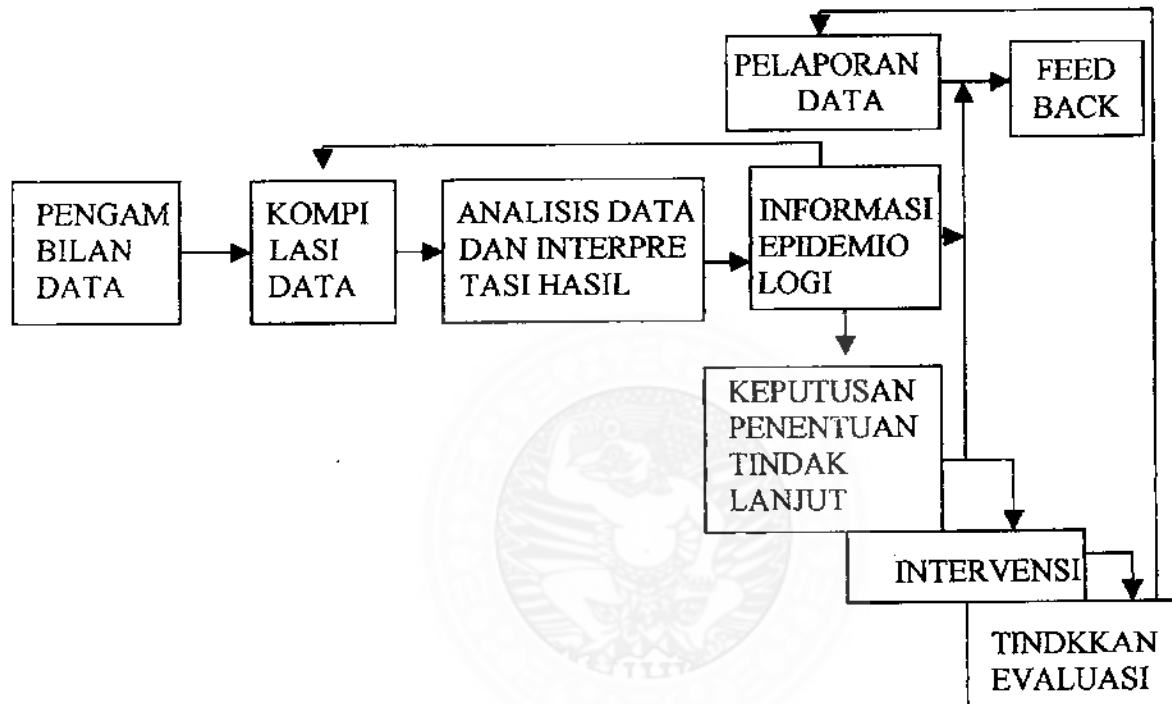 PELAPORAN
DATA
FEED
BACK
PENGAM
BILAN
DATA
KOMPI
LASI
DATA
ANALISIS DATA
DAN INTERPRE
TASI HASIL
INFORMASI
EPIDEMIO
LOGI
KEPUTUSAN
PENENTUAN
TINDAK
LANJUT
INTERVENSI
TINDKKAN
EVALUASI